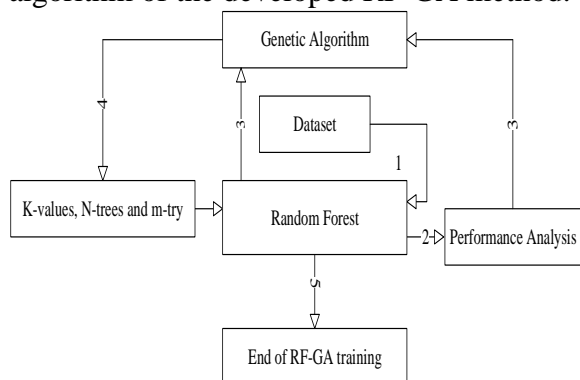 algorithm of the developed RF-GA method.
Genetic Algorithm
4
3
3
Dataset
1
K-values, N-trees and m-try
Random Forest
2
Performance Analysis
5
End of RF-GA training